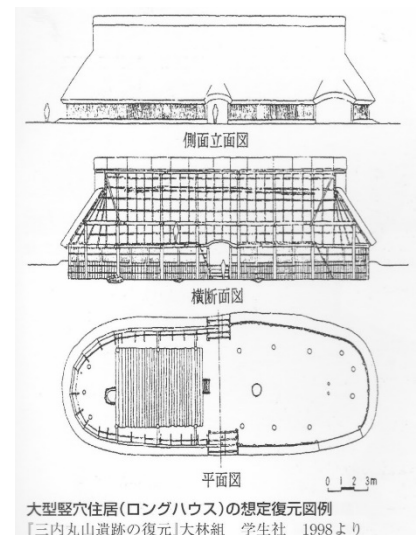 側面立面図
横断面図
平面図
0 1 2 3m
大型竪穴住居(ロングハウス)の想定復元図例
『三内丸山遺跡の復元』大林組 学生社 1998より